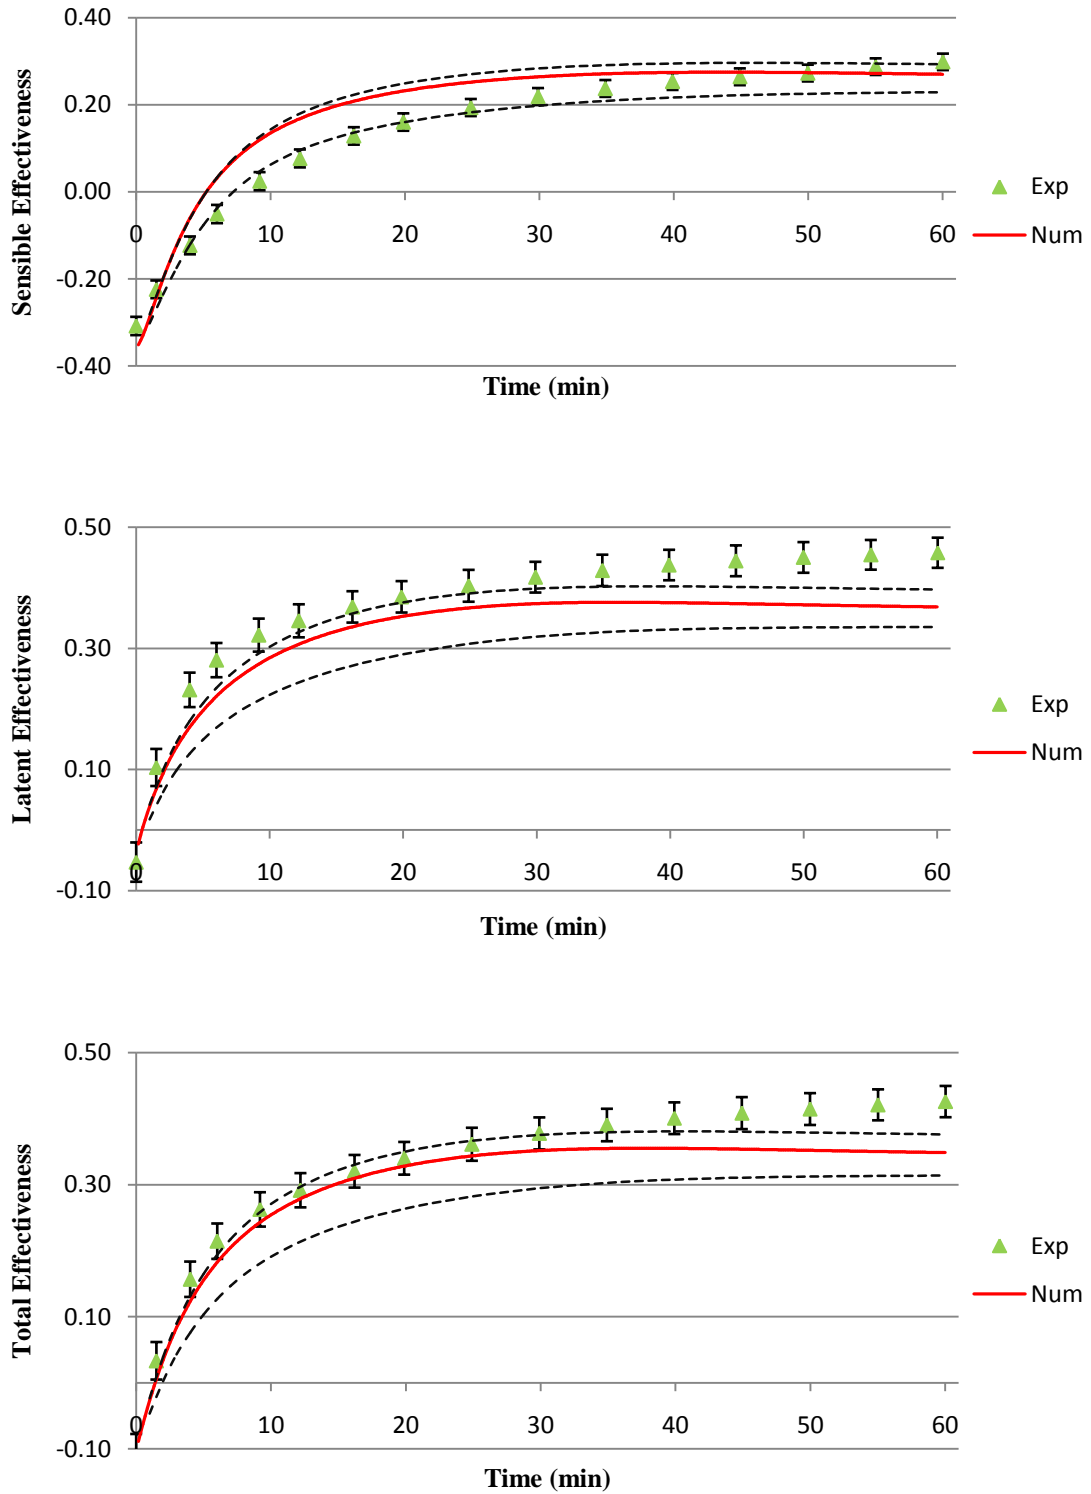 0.40
0.20
0.00
-0.20
-0.40
Sensible Effectiveness
0 10 20 30 40 50 60
Time (min)
Exp
Num
0.50
0.30
0.10
-0.10
Latent Effectiveness
0 10 20 30 40 50 60
Time (min)
Exp
Num
0.50
0.30
0.10
-0.10
Total Effectiveness
0 10 20 30 40 50 60
Time (min)
Exp
Num